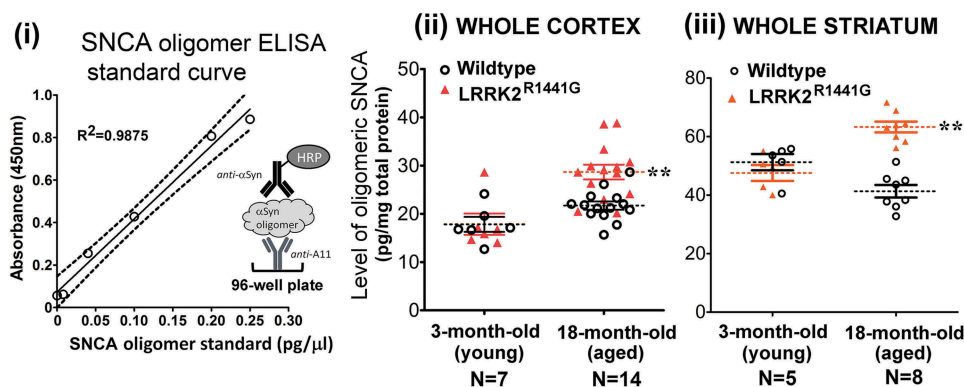 (i)
SNCA oligomer ELISA
standard curve
Absorbance (450nm)
1.0
0.8
0.6
0.4
0.2
0
R²=0.9875
HRP
anti-αSyn
αSyn
oligomer
anti-A11
96-well plate
0
0.05
0.10
0.15
0.20
0.25
0.30
SNCA oligomer standard (pg/μl)
(ii) WHOLE CORTEX
Level of oligomeric SNCA
(pg/mg total protein)
Wildtype
LRRK2R1441G
50
40
30
20
10
0
**
3-month-old
(young)
N=7
18-month-old
(aged)
N=14
(iii) WHOLE STRIATUM
Wildtype
LRRK2R1441G
100
80
60
40
20
0
**
3-month-old
(young)
N=5
18-month-old
(aged)
N=8